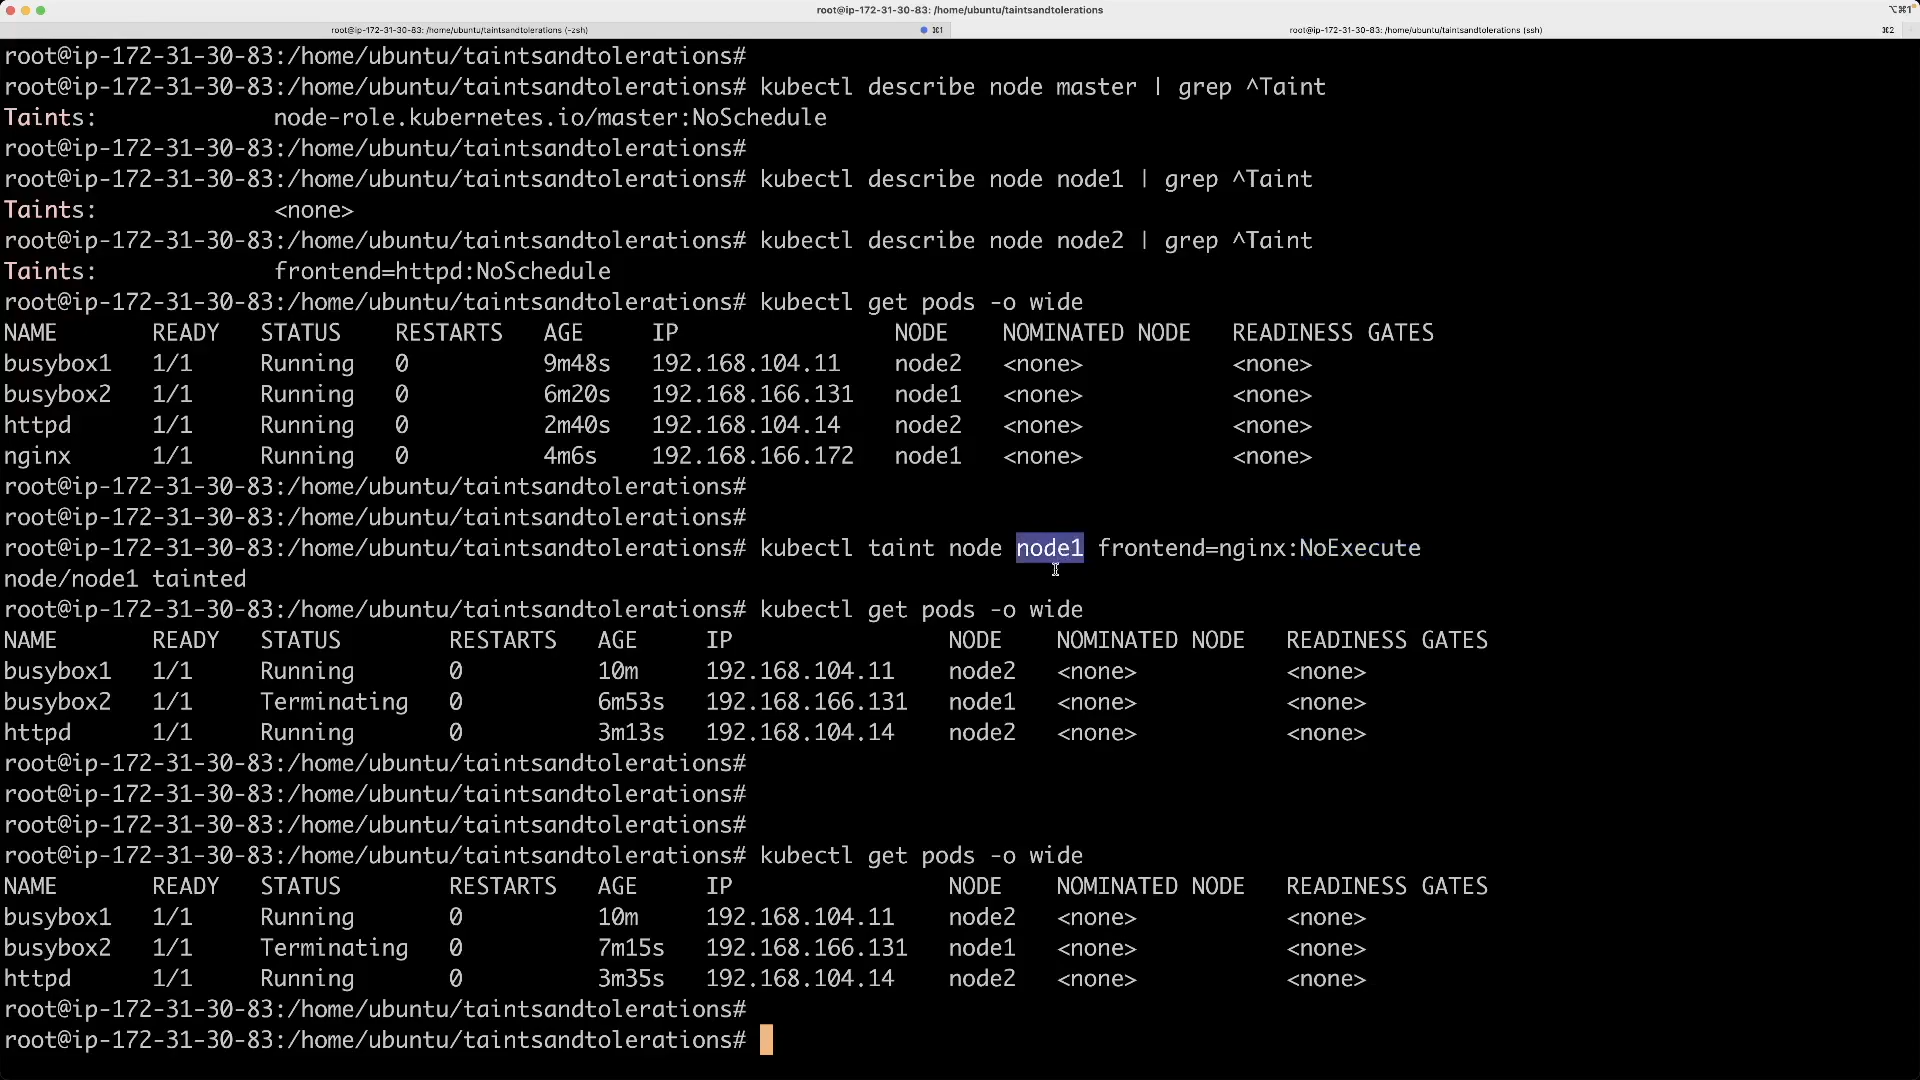 root@ip-172-31-30-83: /home/ubuntu/taintsandtolerations
⌥⌘1
root@ip-172-31-30-83: /home/ubuntu/taintsandtolerations (-zsh)
⌘1
root@ip-172-31-30-83: /home/ubuntu/taintsandtolerations (ssh)
⌘2
root@ip-172-31-30-83:/home/ubuntu/taintsandtolerations#
root@ip-172-31-30-83:/home/ubuntu/taintsandtolerations# kubectl describe node master | grep ^Taint
Taints: node-role.kubernetes.io/master:NoSchedule
root@ip-172-31-30-83:/home/ubuntu/taintsandtolerations#
root@ip-172-31-30-83:/home/ubuntu/taintsandtolerations# kubectl describe node node1 | grep ^Taint
Taints: <none>
root@ip-172-31-30-83:/home/ubuntu/taintsandtolerations# kubectl describe node node2 | grep ^Taint
Taints: frontend=httpd:NoSchedule
root@ip-172-31-30-83:/home/ubuntu/taintsandtolerations# kubectl get pods -o wide
NAME READY STATUS RESTARTS AGE IP NODE NOMINATED NODE READINESS GATES
busybox1 1/1 Running 0 9m48s 192.168.104.11 node2 <none> <none>
busybox2 1/1 Running 0 6m20s 192.168.166.131 node1 <none> <none>
httpd 1/1 Running 0 2m40s 192.168.104.14 node2 <none> <none>
nginx 1/1 Running 0 4m6s 192.168.166.172 node1 <none> <none>
root@ip-172-31-30-83:/home/ubuntu/taintsandtolerations#
root@ip-172-31-30-83:/home/ubuntu/taintsandtolerations#
root@ip-172-31-30-83:/home/ubuntu/taintsandtolerations# kubectl taint node node1 frontend=nginx:NoExecute
node/node1 tainted
root@ip-172-31-30-83:/home/ubuntu/taintsandtolerations# kubectl get pods -o wide
NAME READY STATUS RESTARTS AGE IP NODE NOMINATED NODE READINESS GATES
busybox1 1/1 Running 0 10m 192.168.104.11 node2 <none> <none>
busybox2 1/1 Terminating 0 6m53s 192.168.166.131 node1 <none> <none>
httpd 1/1 Running 0 3m13s 192.168.104.14 node2 <none> <none>
root@ip-172-31-30-83:/home/ubuntu/taintsandtolerations#
root@ip-172-31-30-83:/home/ubuntu/taintsandtolerations#
root@ip-172-31-30-83:/home/ubuntu/taintsandtolerations#
root@ip-172-31-30-83:/home/ubuntu/taintsandtolerations# kubectl get pods -o wide
NAME READY STATUS RESTARTS AGE IP NODE NOMINATED NODE READINESS GATES
busybox1 1/1 Running 0 10m 192.168.104.11 node2 <none> <none>
busybox2 1/1 Terminating 0 7m15s 192.168.166.131 node1 <none> <none>
httpd 1/1 Running 0 3m35s 192.168.104.14 node2 <none> <none>
root@ip-172-31-30-83:/home/ubuntu/taintsandtolerations#
root@ip-172-31-30-83:/home/ubuntu/taintsandtolerations#